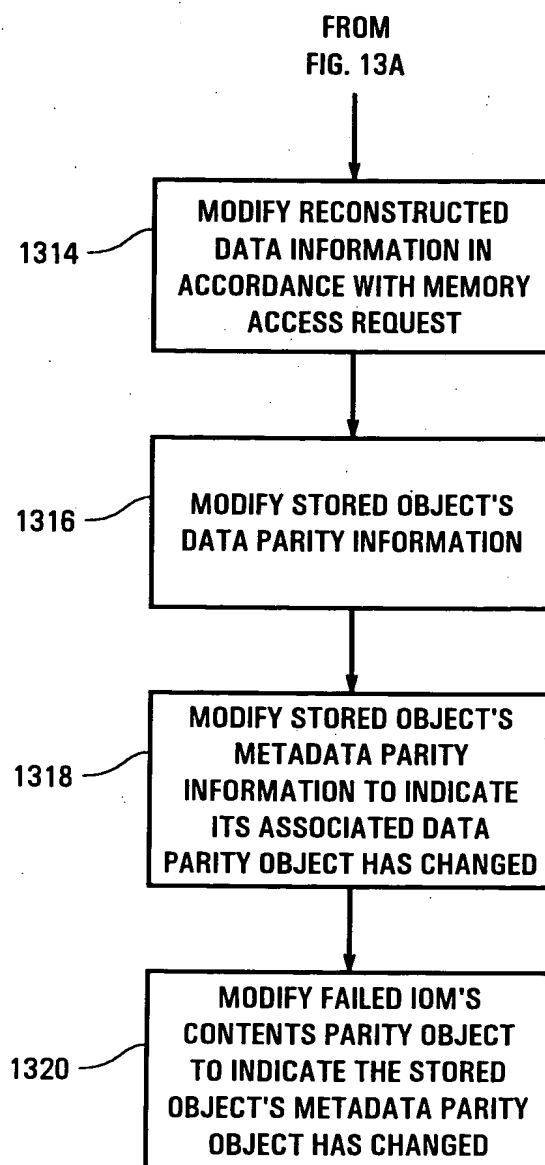 FROM
FIG. 13A
1314
MODIFY RECONSTRUCTED
DATA INFORMATION IN
ACCORDANCE WITH MEMORY
ACCESS REQUEST
1316
MODIFY STORED OBJECT'S
DATA PARITY INFORMATION
1318
MODIFY STORED OBJECT'S
METADATA PARITY
INFORMATION TO INDICATE
ITS ASSOCIATED DATA
PARITY OBJECT HAS CHANGED
1320
MODIFY FAILED IOM'S
CONTENTS PARITY OBJECT
TO INDICATE THE STORED
OBJECT'S METADATA PARITY
OBJECT HAS CHANGED